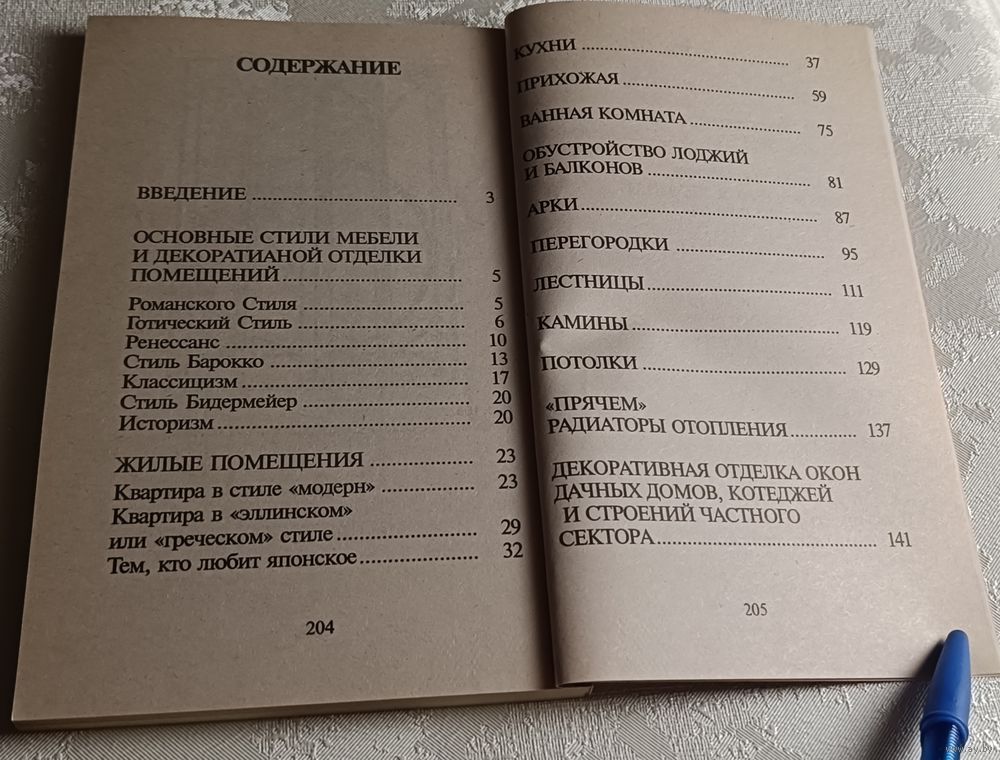 СОДЕРЖАНИЕ
ВВЕДЕНИЕ ........................................ 3
ОСНОВНЫЕ СТИЛИ МЕБЕЛИ
И ДЕКОРАТИАНОЙ ОТДЕЛКИ
ПОМЕЩЕНИЙ ................................... 5
Романского Стиля ................................ 5
Готический Стиль ................................ 6
Ренессанс ........................................ 10
Стиль Барокко ................................... 13
Классицизм ....................................... 17
Стиль Бидермейер ............................... 20
Историзм ......................................... 20
ЖИЛЫЕ ПОМЕЩЕНИЯ .................... 23
Квартира в стиле «модерн» ................. 23
Квартира в «эллинском»
или «греческом» стиле ........................ 29
Тем, кто любит японское ..................... 32
204
КУХНИ ........................................ 37
ПРИХОЖАЯ ................................. 59
ВАННАЯ КОМНАТА ...................... 75
ОБУСТРОЙСТВО ЛОДЖИЙ
И БАЛКОНОВ ................................ 81
АРКИ ............................................ 87
ПЕРЕГОРОДКИ ............................ 95
ЛЕСТНИЦЫ ................................. 111
КАМИНЫ ..................................... 119
ПОТОЛКИ ................................... 129
«ПРЯЧЕМ»
РАДИАТОРЫ ОТОПЛЕНИЯ ............ 137
ДЕКОРАТИВНАЯ ОТДЕЛКА ОКОН
ДАЧНЫХ ДОМОВ, КОТЕДЖЕЙ
И СТРОЕНИЙ ЧАСТНОГО
СЕКТОРА ...................................... 141
205
www.ay.by